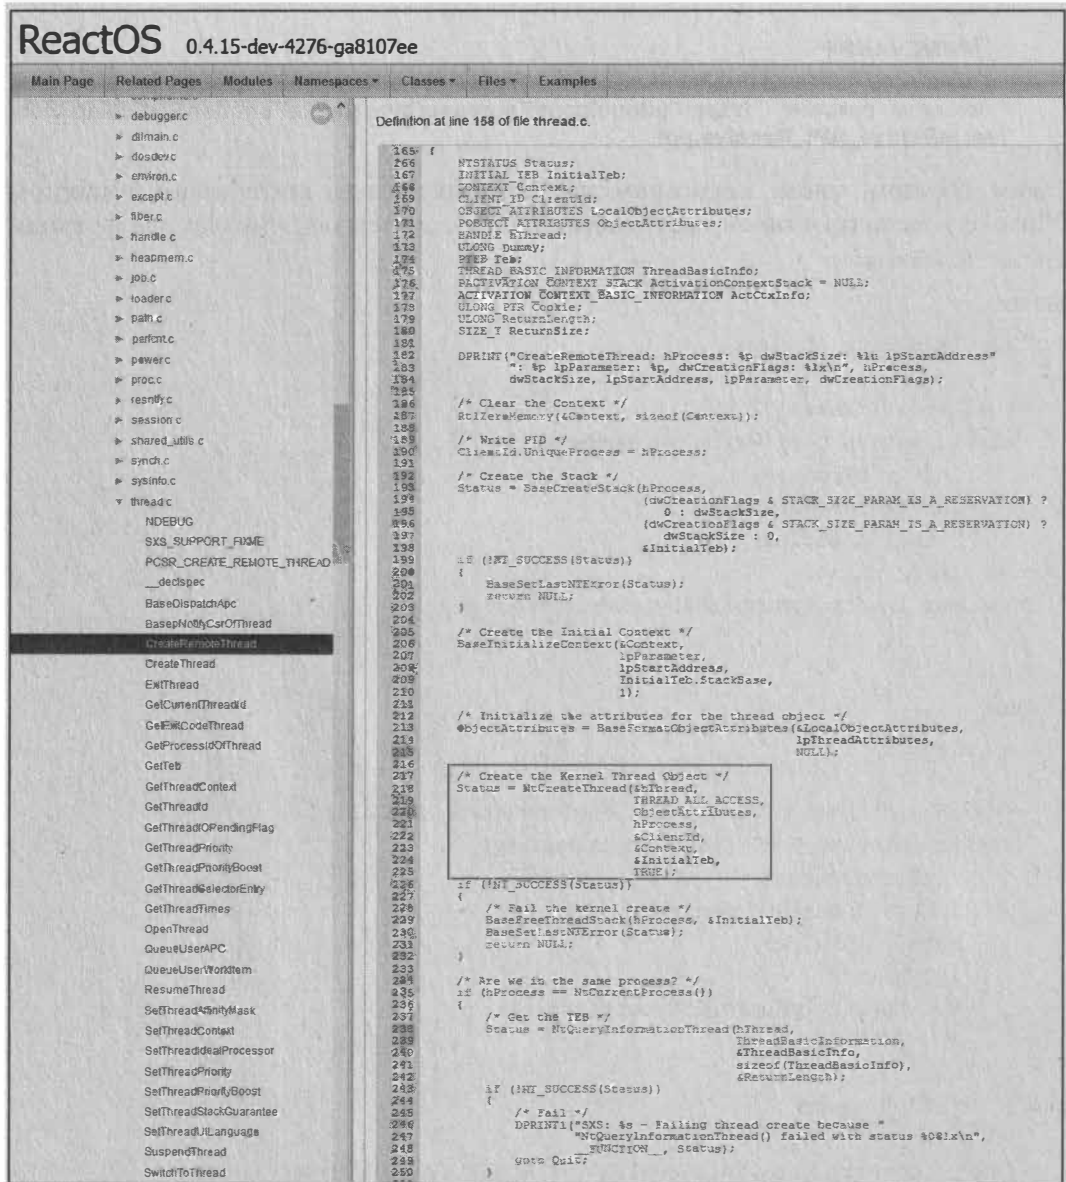 ReactOS 0.4.15-dev-4276-ga8107ee
Main Page Related Pages Modules Namespaces Classes Files Examples
debugger.c
dllmain.c
dosdev.c
environ.c
except.c
fiber.c
handle.c
heapmem.c
job.c
loader.c
path.c
perfcnt.c
power.c
proc.c
resntfy.c
session.c
shared_utils.c
synch.c
sysinfo.c
thread.c
NDEBUG
SXS_SUPPORT_FIXME
PCSR_CREATE_REMOTE_THREAD
__declspec
BaseDispatchApc
BasepNotifyCsrOfThread
CreateRemoteThread
CreateThread
ExitThread
GetCurrentThreadId
GetExitCodeThread
GetProcessIdOfThread
GetTeb
GetThreadContext
GetThreadId
GetThreadIOPendingFlag
GetThreadPriority
GetThreadPriorityBoost
GetThreadSelectorEntry
GetThreadTimes
OpenThread
QueueUserAPC
QueueUserWorkItem
ResumeThread
SetThreadAffinityMask
SetThreadContext
SetThreadIdealProcessor
SetThreadPriority
SetThreadPriorityBoost
SetThreadStackGuarantee
SetThreadUILanguage
SuspendThread
SwitchToThread
Definition at line 158 of file thread.c.
165 {
166 NTSTATUS Status;
167 INITIAL_TEB InitialTeb;
168 CONTEXT Context;
169 CLIENT_ID ClientId;
170 OBJECT_ATTRIBUTES LocalObjectAttributes;
171 POBJECT_ATTRIBUTES ObjectAttributes;
172 HANDLE hThread;
173 ULONG Dummy;
174 PTEB Teb;
175 THREAD_BASIC_INFORMATION ThreadBasicInfo;
176 PACTIVATION_CONTEXT_STACK ActivationContextStack = NULL;
177 ACTIVATION_CONTEXT_BASIC_INFORMATION ActCtxInfo;
178 ULONG_PTR Cookie;
179 ULONG ReturnLength;
180 SIZE_T ReturnSize;
181
182 DPRINT("CreateRemoteThread: hProcess: %p dwStackSize: %lu lpStartAddress"
183 ": %p lpParameter: %p, dwCreationFlags: %lx\n", hProcess,
184 dwStackSize, lpStartAddress, lpParameter, dwCreationFlags);
185
186 /* Clear the Context */
187 RtlZeroMemory(&Context, sizeof(Context));
188
189 /* Write PID */
190 ClientId.UniqueProcess = hProcess;
191
192 /* Create the Stack */
193 Status = BaseCreateStack(hProcess,
194 (dwCreationFlags & STACK_SIZE_PARAM_IS_A_RESERVATION) ?
195 0 : dwStackSize,
196 (dwCreationFlags & STACK_SIZE_PARAM_IS_A_RESERVATION) ?
197 dwStackSize : 0,
198 &InitialTeb);
199 if (!NT_SUCCESS(Status))
200 {
201 BaseSetLastNTError(Status);
202 return NULL;
203 }
204
205 /* Create the Initial Context */
206 BaseInitializeContext(&Context,
207 lpParameter,
208 lpStartAddress,
209 InitialTeb.StackBase,
210 1);
211
212 /* Initialize the attributes for the thread object */
213 ObjectAttributes = BaseFormatObjectAttributes(&LocalObjectAttributes,
214 lpThreadAttributes,
215 NULL);
216
217 /* Create the Kernel Thread Object */
218 Status = NtCreateThread(&hThread,
219 THREAD_ALL_ACCESS,
220 ObjectAttributes,
221 hProcess,
222 &ClientId,
223 &Context,
224 &InitialTeb,
225 TRUE);
226 if (!NT_SUCCESS(Status))
227 {
228 /* Fail the kernel create */
229 BaseFreeThreadStack(hProcess, &InitialTeb);
230 BaseSetLastNTError(Status);
231 return NULL;
232 }
233
234 /* Are we in the same process? */
235 if (hProcess == NtCurrentProcess())
236 {
237 /* Get the TEB */
238 Status = NtQueryInformationThread(hThread,
239 ThreadBasicInformation,
240 &ThreadBasicInfo,
241 sizeof(ThreadBasicInfo),
242 &ReturnLength);
243 if (!NT_SUCCESS(Status))
244 {
245 /* Fail */
246 DPRINT1("SXS: %s - Failing thread create because "
247 "NtQueryInformationThread() failed with status %08lx\n",
248 __FUNCTION__, Status);
249 goto Quit;
250 }